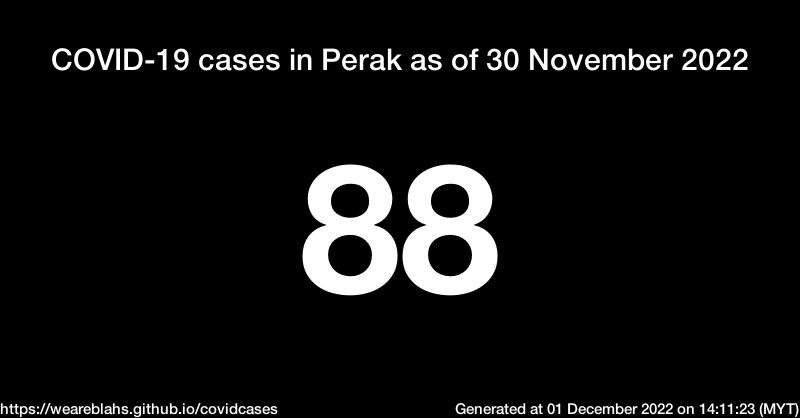 COVID-19 cases in Perak as of 30 November 2022
88
https://weareblahs.github.io/covidcases
Generated at 01 December 2022 on 14:11:23 (MYT)